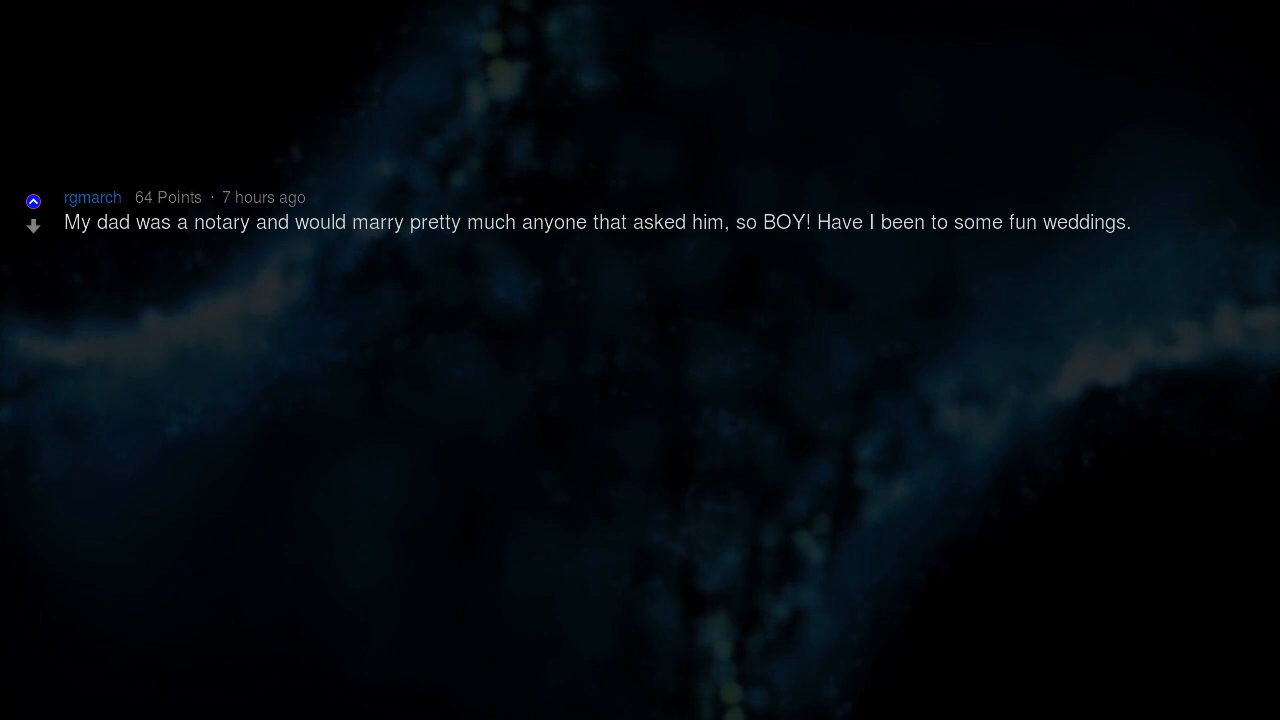 rgmarch 64 Points · 7 hours ago
My dad was a notary and would marry pretty much anyone that asked him, so BOY! Have I been to some fun weddings.